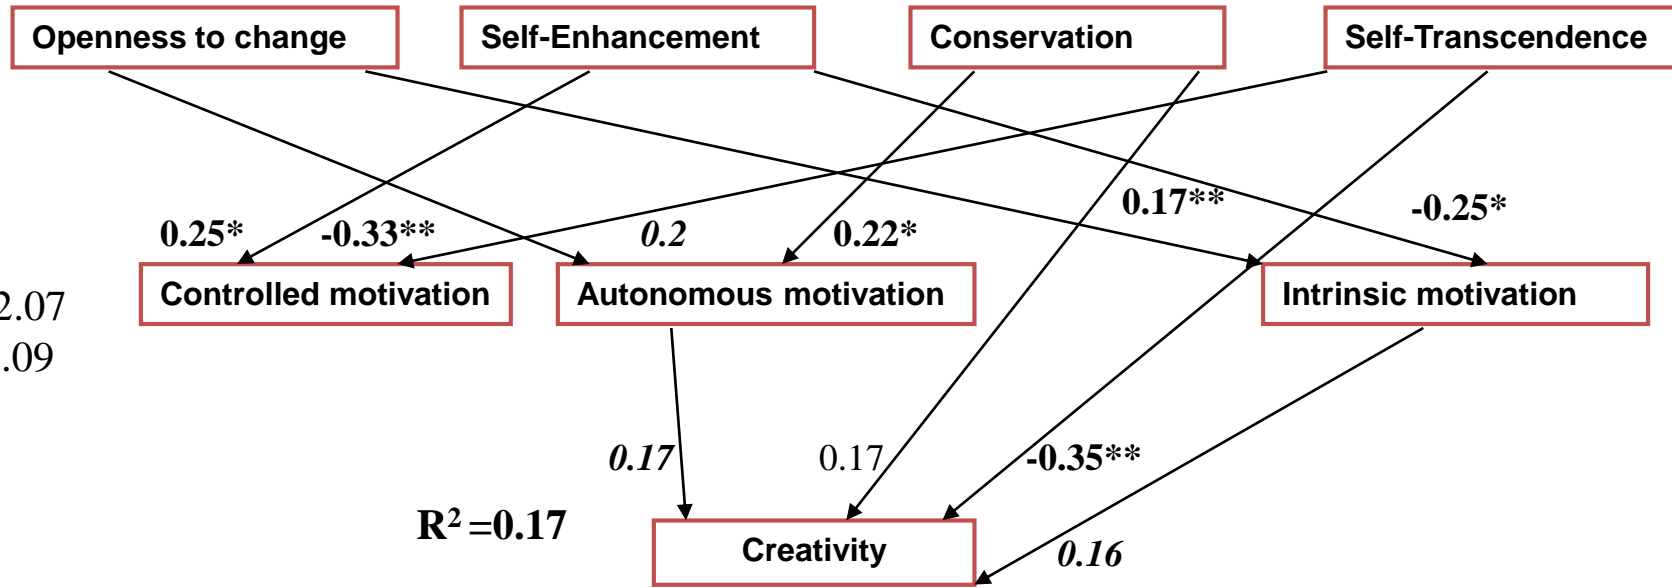 Openness to change
Self-Enhancement
Conservation
Self-Transcendence
0.17**
-0.25*
0.25*
-0.33**
0.2
0.22*
Controlled motivation
Autonomous motivation
Intrinsic motivation
2.07
.09
0.17
0.17
-0.35**
R² =0.17
Creativity
0.16